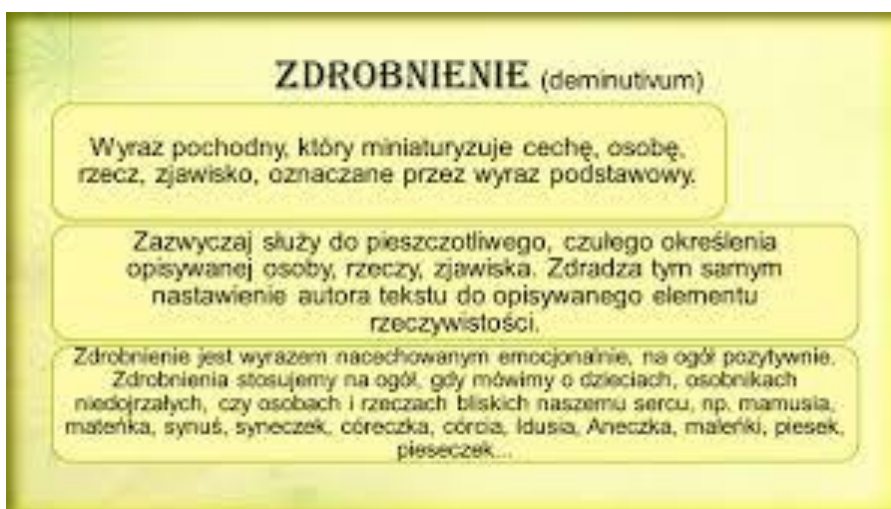 ZDROBNIENIE (deminutivum)
Wyraz pochodny, który miniaturyzuje cechę, osobę,
rzecz, zjawisko, oznaczane przez wyraz podstawowy.
Zazwyczaj służy do pieszczotliwego, czułego określenia
opisywanej osoby, rzeczy, zjawiska. Zdradza tym samym
nastawienie autora tekstu do opisywanego elementu
rzeczywistości.
Zdrobnienie jest wyrazem nacechowanym emocjonalnie, na ogół pozytywnie.
Zdrobnienia stosujemy na ogół, gdy mówimy o dzieciach, osobnikach
niedojrzałych, czy osobach i rzeczach bliskich naszemu sercu, np. mamusia,
mateńka, synuś, syneczek, córeczka, córcia, Idusia, Aneczka, maleńki, piesek,
pieseczek...